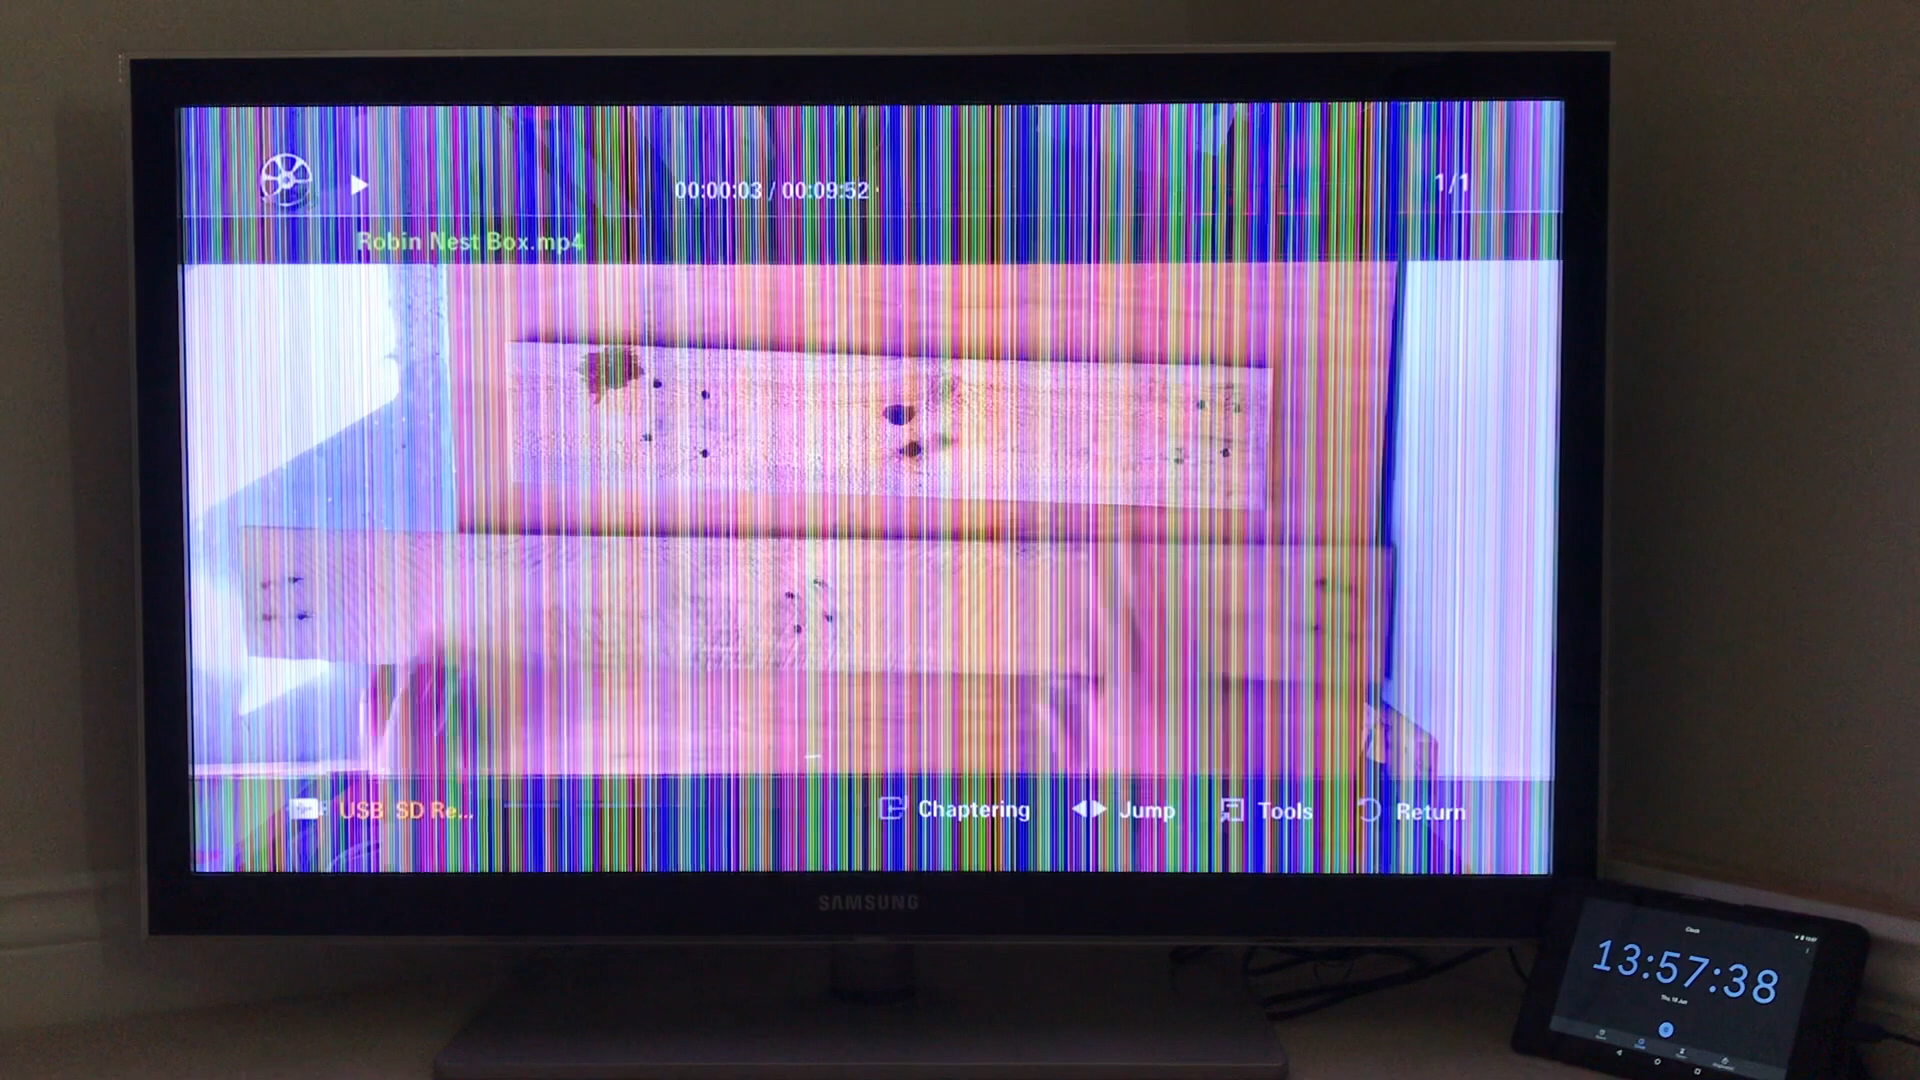 00:00:03 / 00:09:52
1/1
Robin Nest Box.mp4
USB SD Re...
Chaptering
Jump
Tools
Return
SAMSUNG
Clock
13:57:38